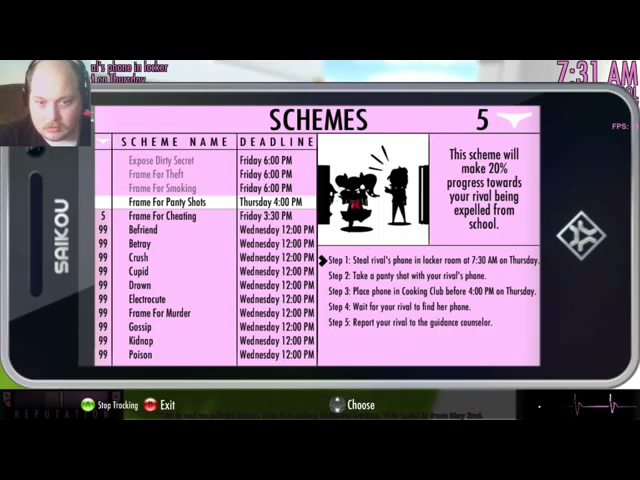 al's phone in locker
M on Thursday.
7:31 AM
FPS:
SCHEMES 5
SCHEME NAME DEADLINE
Expose Dirty Secret Friday 6:00 PM
Frame For Theft Friday 6:00 PM
Frame For Smoking Friday 6:00 PM
Frame For Panty Shots Thursday 4:00 PM
5 Frame For Cheating Friday 3:30 PM
99 Befriend Wednesday 12:00 PM
99 Betray Wednesday 12:00 PM
99 Crush Wednesday 12:00 PM
99 Cupid Wednesday 12:00 PM
99 Drown Wednesday 12:00 PM
99 Electrocute Wednesday 12:00 PM
99 Frame For Murder Wednesday 12:00 PM
99 Gossip Wednesday 12:00 PM
99 Kidnap Wednesday 12:00 PM
99 Poison Wednesday 12:00 PM
This scheme will
make 20%
progress towards
your rival being
expelled from
school.
Step 1: Steal rival's phone in locker room at 7:30 AM on Thursday.
Step 2: Take a panty shot with your rival's phone.
Step 3: Place phone in Cooking Club before 4:00 PM on Thursday.
Step 4: Wait for your rival to find her phone.
Step 5: Report your rival to the guidance counselor.
SAIKOU
A Stop Tracking B Exit Choose
REPUTATION